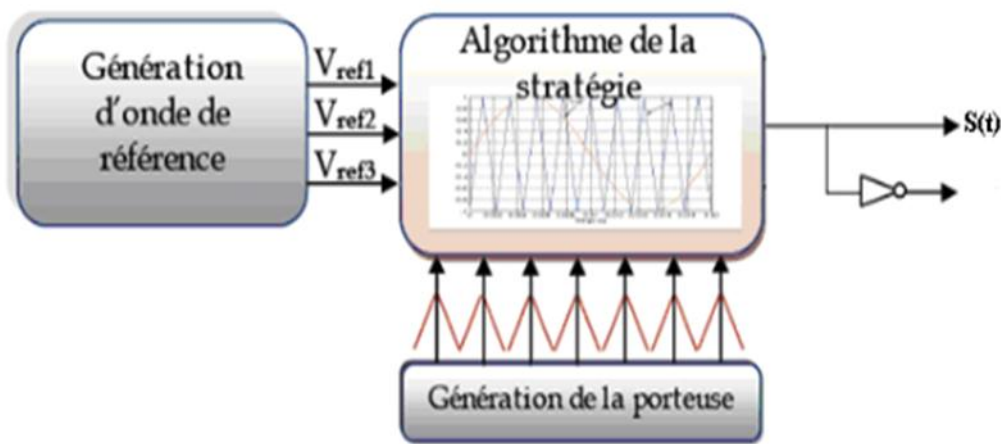 Génération
d'onde de
référence
Vref1
Vref2
Vref3
Algorithme de la
stratégie
S(t)
Génération de la porteuse